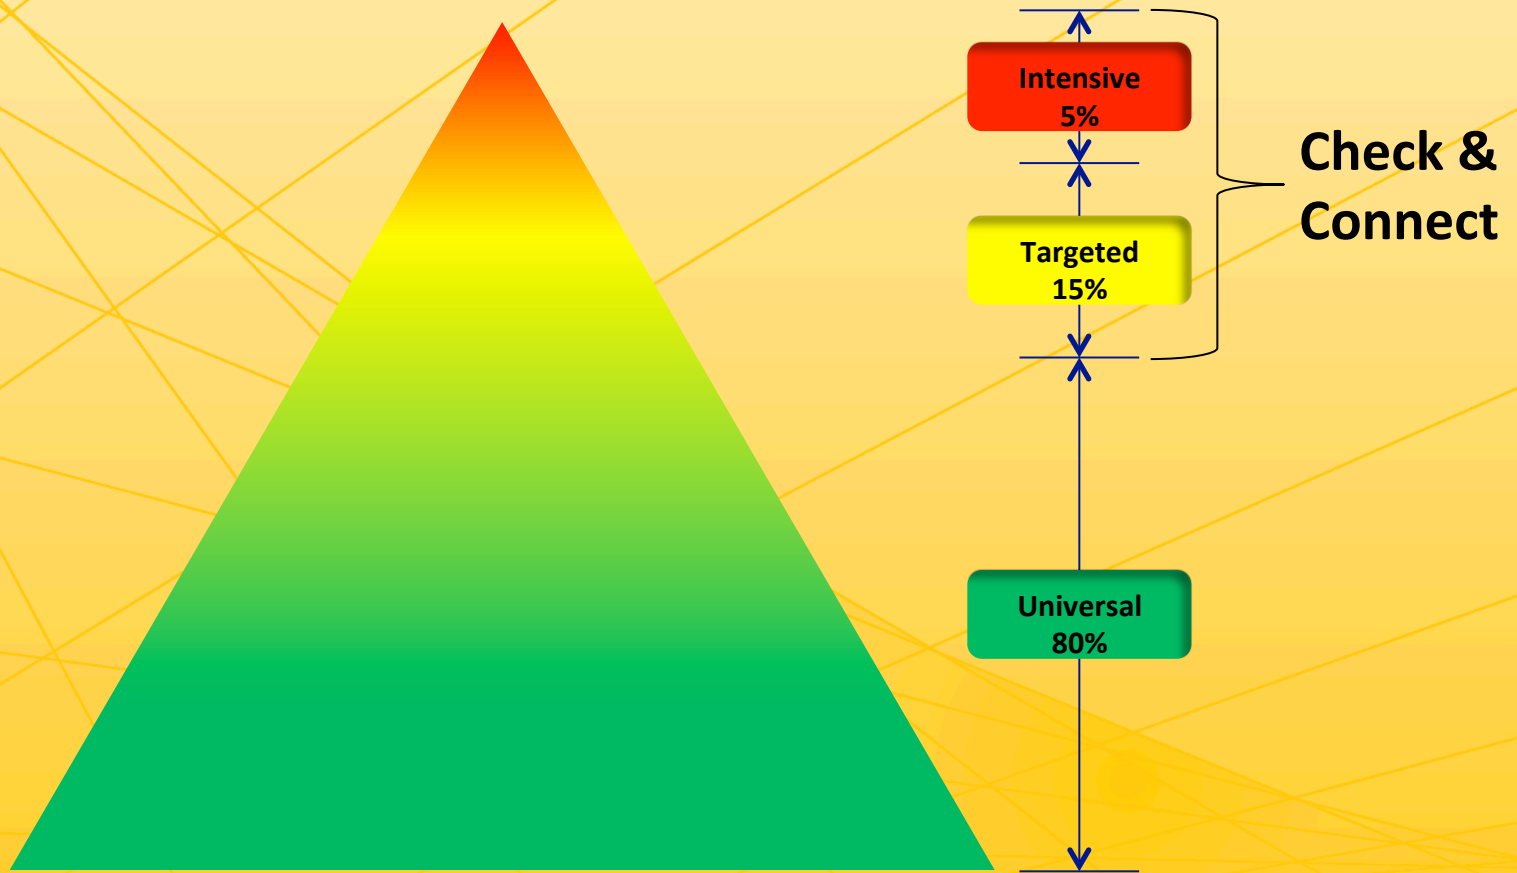 Intensive
5%
Check &
Connect
Targeted
15%
Universal
80%